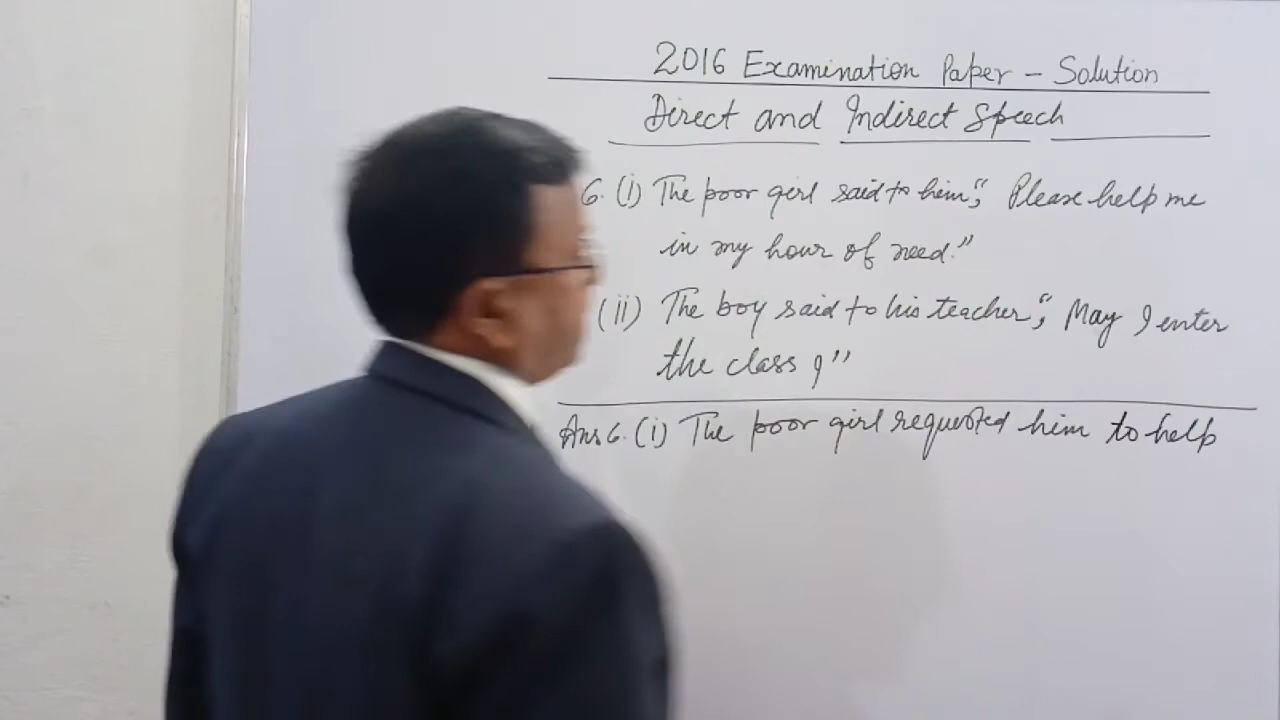 2016 Examination Paper - Solution
Direct and Indirect Speech
6. (i) The poor girl said to him, “Please help me
in my hour of need.”
(ii) The boy said to his teacher, “May I enter
the class ?”
Ans 6. (i) The poor girl requested him to help